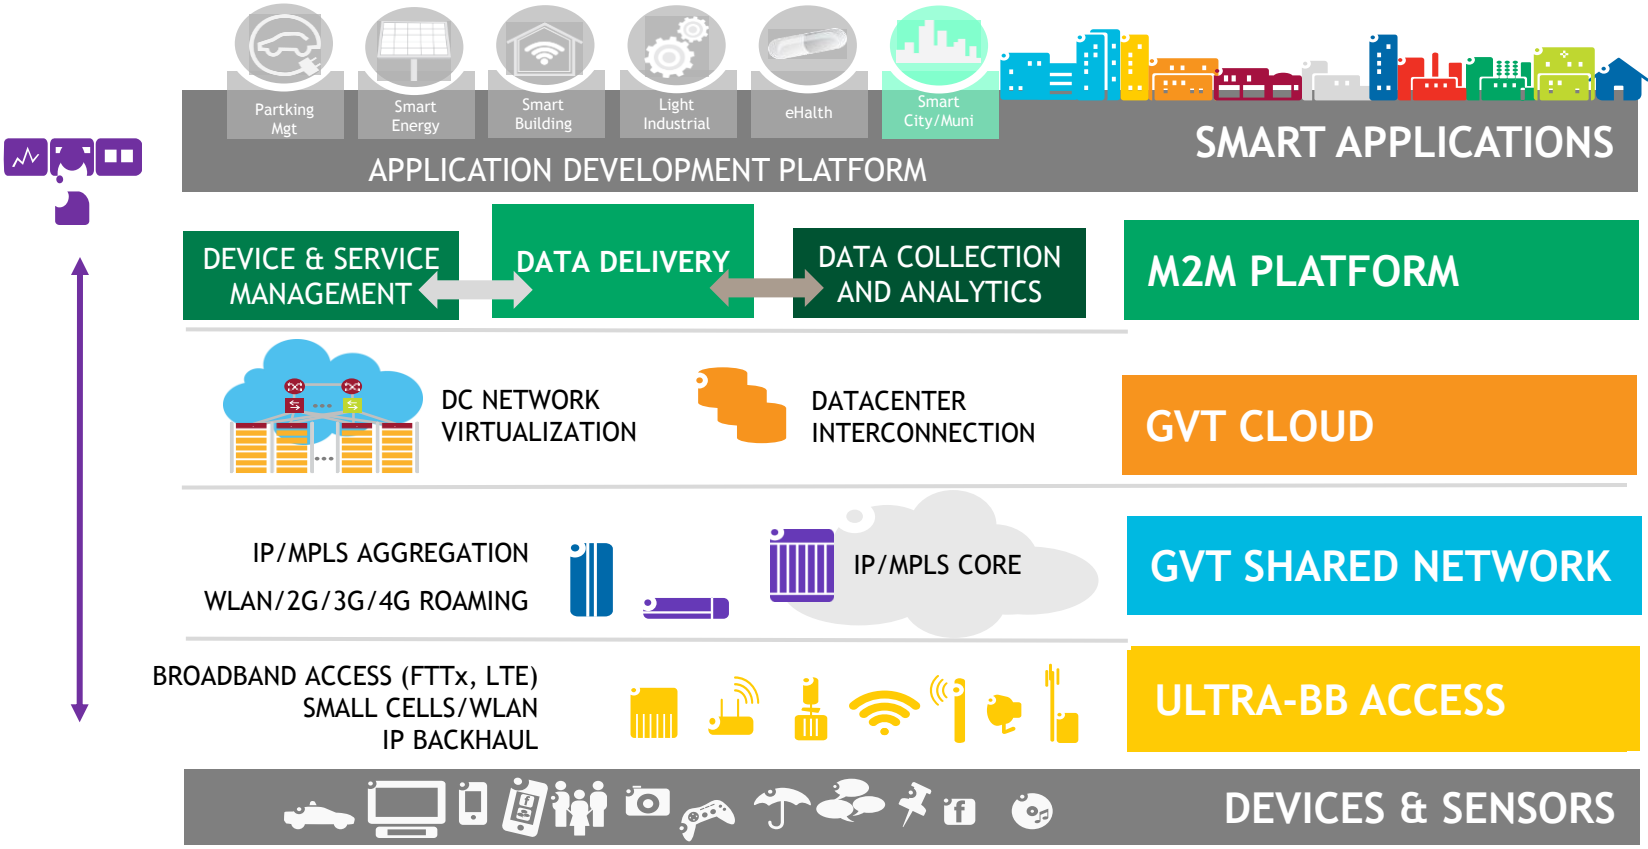 Partking
Mgt
Smart
Energy
Smart
Building
Light
Industrial
eHalth
Smart
City/Muni
SMART APPLICATIONS
APPLICATION DEVELOPMENT PLATFORM
DEVICE & SERVICE
MANAGEMENT
DATA DELIVERY
DATA COLLECTION
AND ANALYTICS
M2M PLATFORM
DC NETWORK
VIRTUALIZATION
DATACENTER
INTERCONNECTION
GVT CLOUD
IP/MPLS AGGREGATION
WLAN/2G/3G/4G ROAMING
IP/MPLS CORE
GVT SHARED NETWORK
BROADBAND ACCESS (FTTx, LTE)
SMALL CELLS/WLAN
IP BACKHAUL
ULTRA-BB ACCESS
f
f
DEVICES & SENSORS